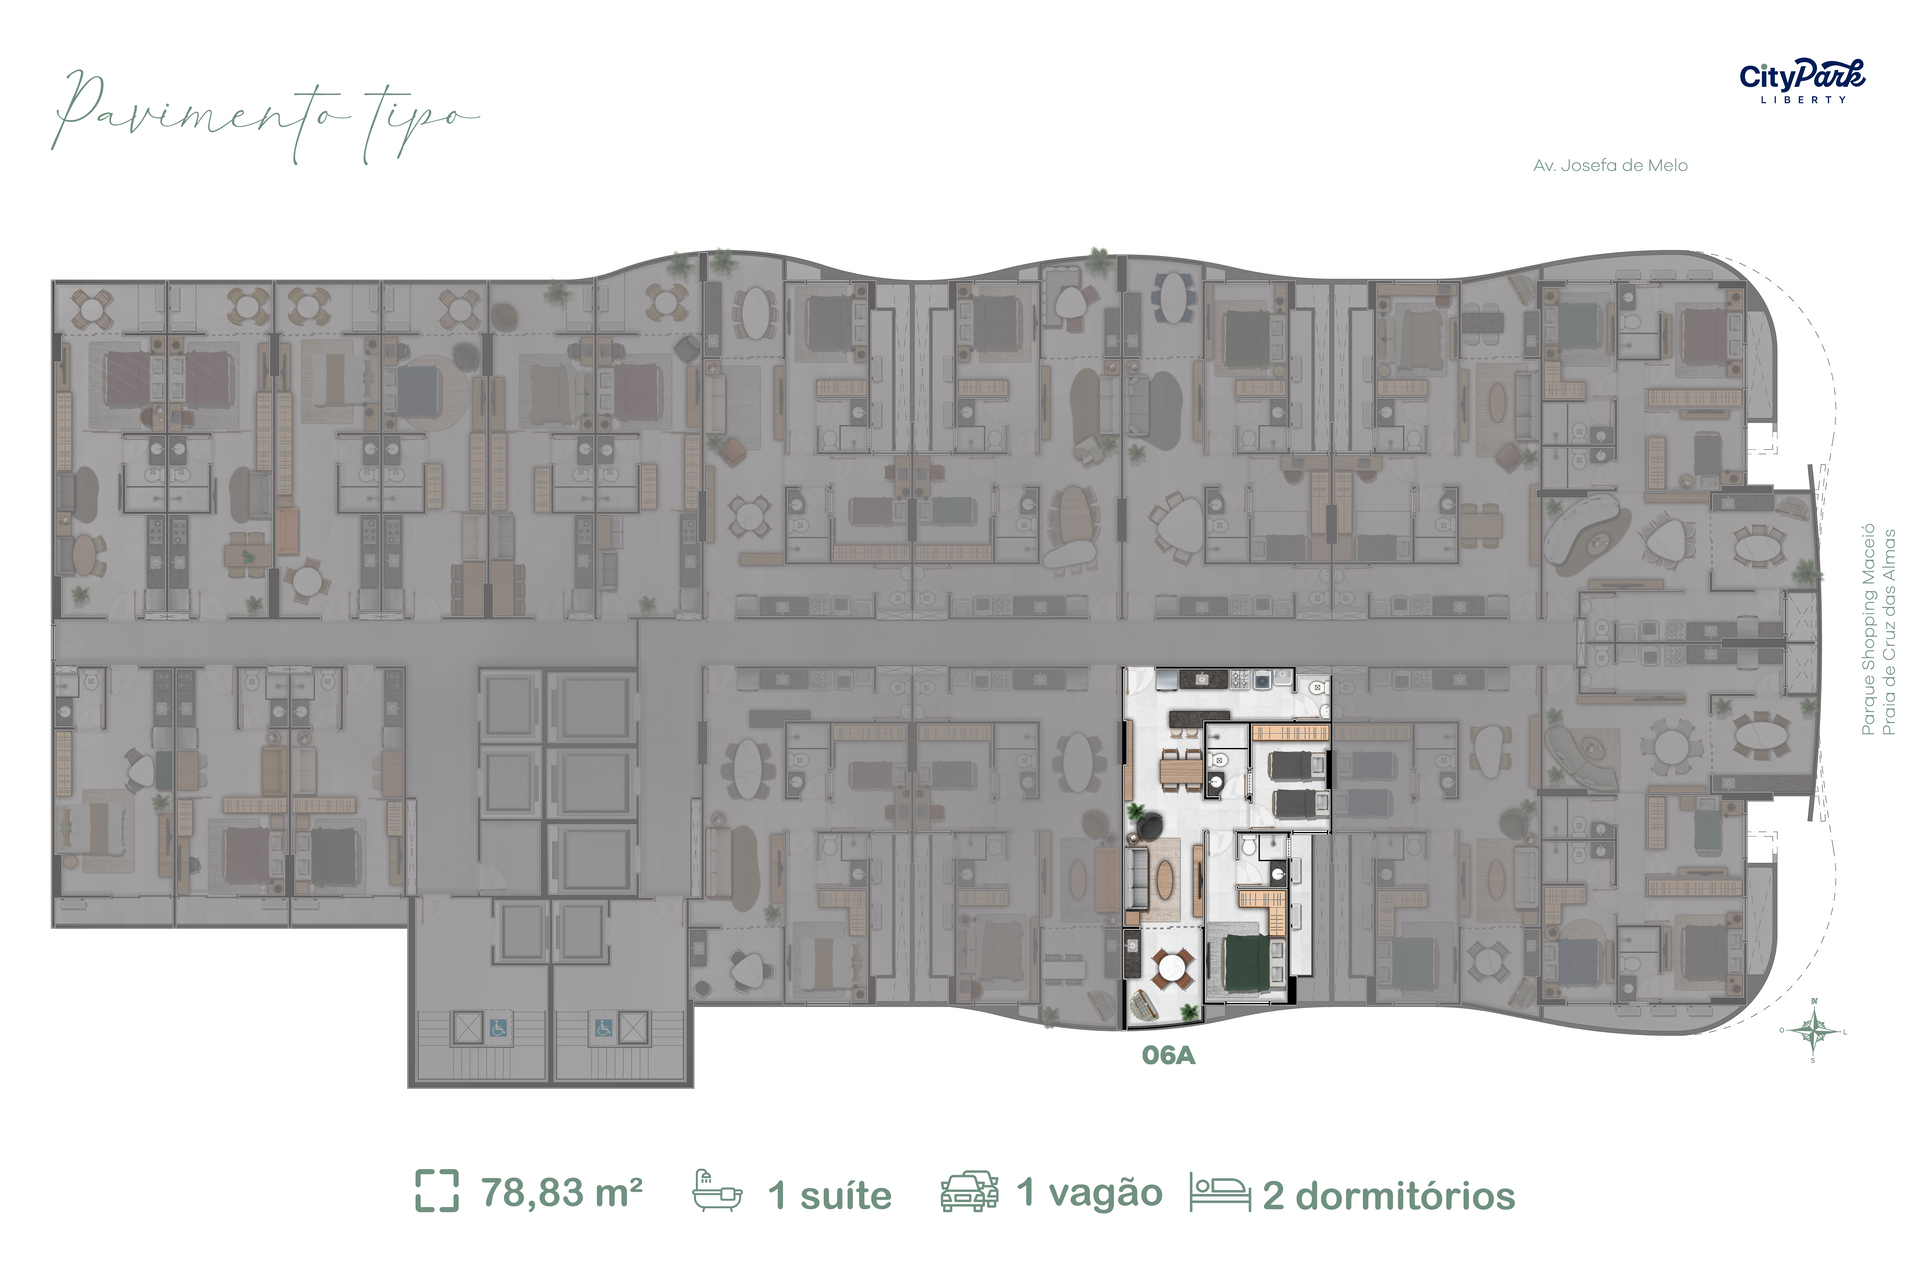 Pavimento tipo
CityPark
LIBERTY
Av. Josefa de Melo
Parque Shopping Maceió
Praia de Cruz das Almas
06A
N
O
L
S
78,83 m²
1 suíte
1 vagão
2 dormitórios